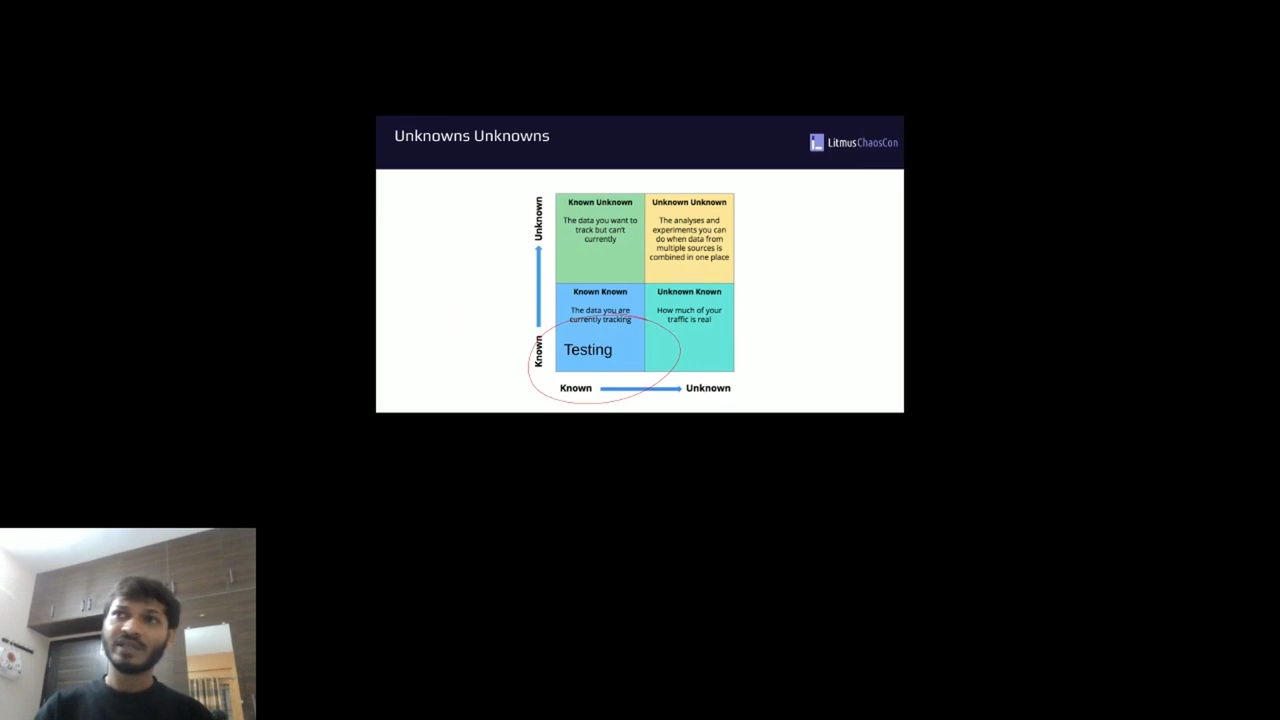 Unknowns Unknowns
LitmusChaosCon
Unknown
Known
Known Unknown
The data you want to
track but can't
currently
Unknown Unknown
The analyses and
experiments you can
do when data from
multiple sources is
combined in one place
Known Known
The data you are
currently tracking
Testing
Unknown Known
How much of your
traffic is real
Known
Unknown